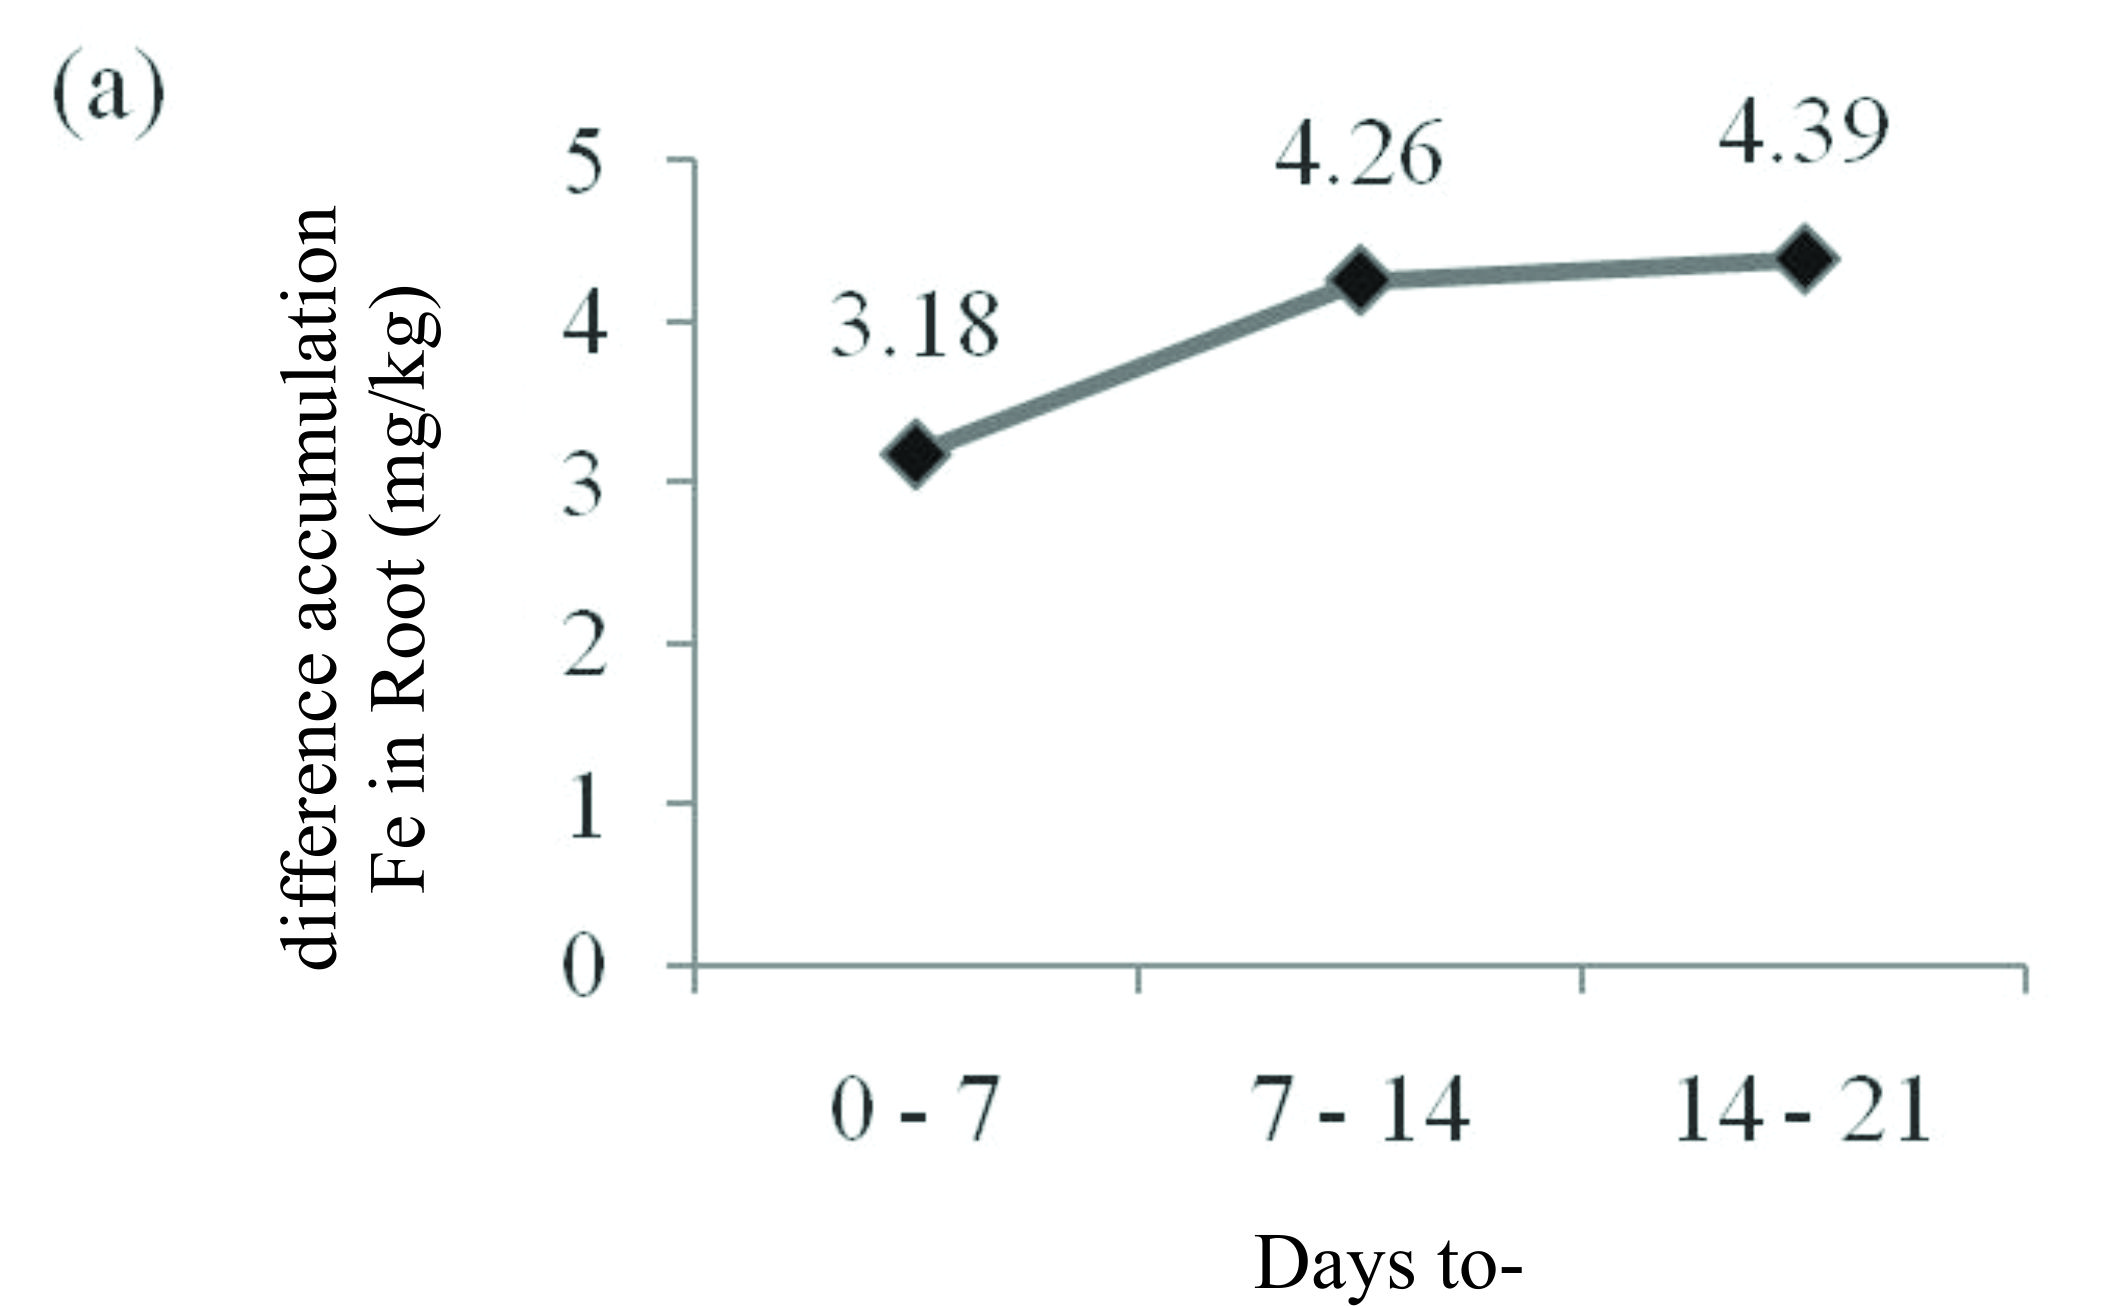 (a)
difference accumulation
Fe in Root (mg/kg)
5
4
3
2
1
0
3.18
4.26
4.39
0 - 7
7 - 14
14 - 21
Days to-